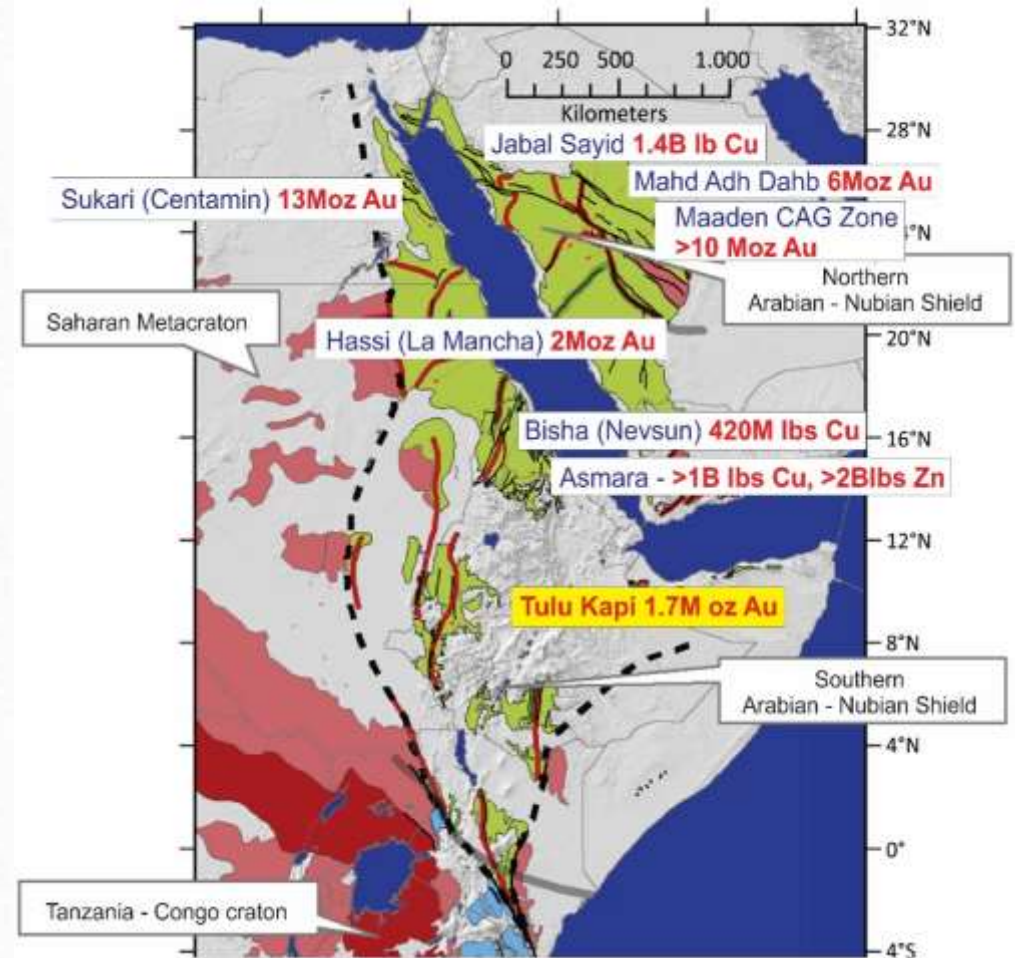 32°N
0 250 500 1.000
Kilometers
28°N
Jabal Sayid 1.4B lb Cu
Mahd Adh Dahb 6Moz Au
Sukari (Centamin) 13Moz Au
Maaden CAG Zone
>10 Moz Au
4°N
Northern
Arabian - Nubian Shield
Saharan Metacraton
20°N
Hassi (La Mancha) 2Moz Au
Bisha (Nevsun) 420M lbs Cu
16°N
Asmara - >1B lbs Cu, >2Blbs Zn
12°N
Tulu Kapi 1.7M oz Au
8°N
Southern
Arabian - Nubian Shield
4°N
0°
Tanzania - Congo craton
4°S